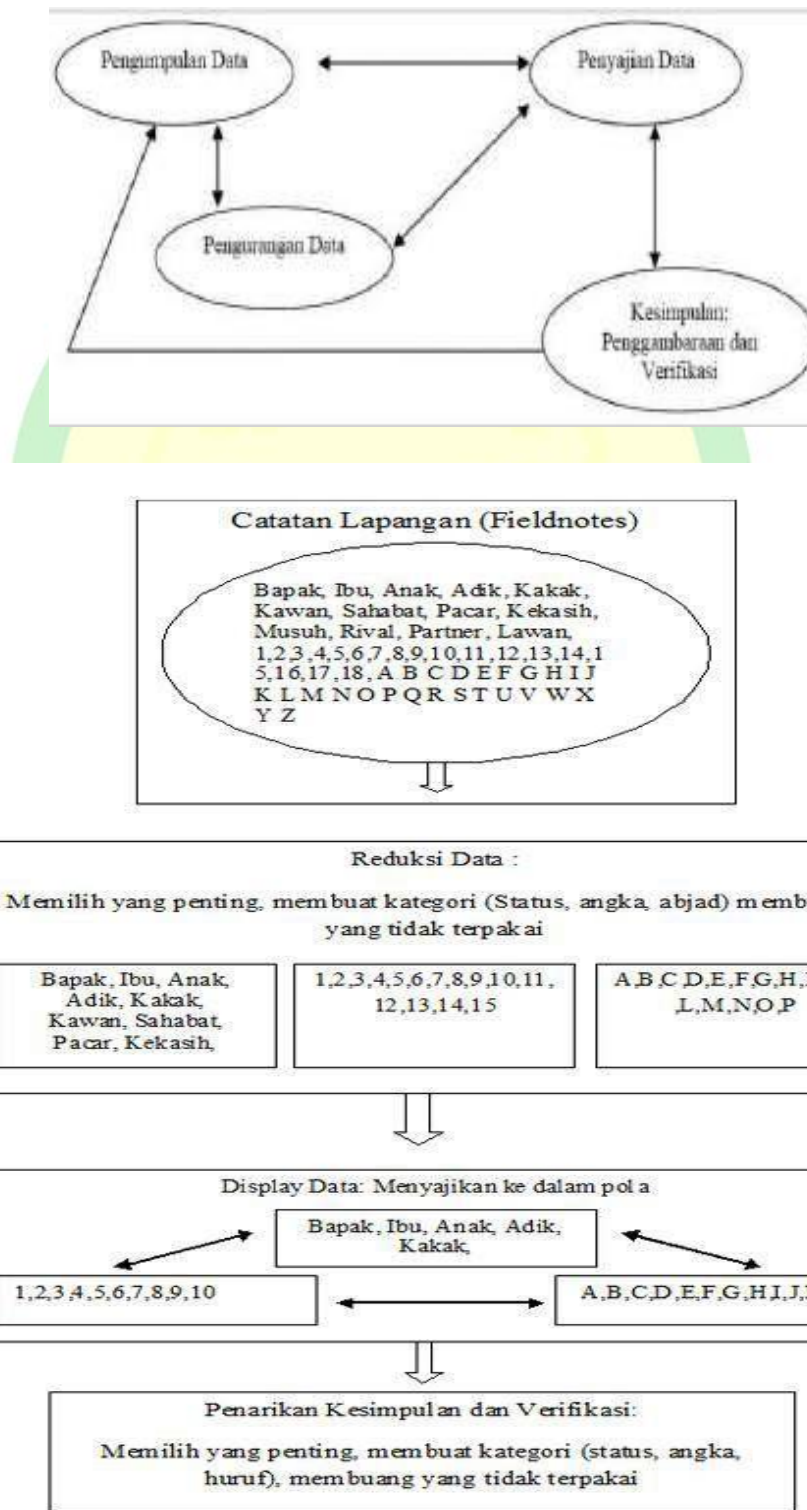 Pengumpulan Data
Penyajian Data
Pengurangan Data
Kesimpulan:
Penggambaraan dan
Verifikasi
Catatan Lapangan (Fieldnotes)
Bapak, Ibu, Anak, Adik, Kakak,
Kawan, Sahabat, Pacar, Kekasih,
Musuh, Rival, Partner, Lawan,
1,2,3,4,5,6,7,8,9,10,11,12,13,14,1
5,16,17,18, A B C D E F G H I J
K L M N O P Q R S T U V W X
Y Z
Reduksi Data :
Memilih yang penting, membuat kategori (Status, angka, abjad) memb
yang tidak terpakai
Bapak, Ibu, Anak,
Adik, Kakak,
Kawan, Sahabat,
Pacar, Kekasih,
1,2,3,4,5,6,7,8,9,10,11,
12,13,14,15
A,B,C,D,E,F,G,H,
,L,M,N,O,P
Display Data: Menyajikan ke dalam pola
Bapak, Ibu, Anak, Adik,
Kakak,
1,2,3,4,5,6,7,8,9,10
A,B,C,D,E,F,G,H,I,J,
Penarikan Kesimpulan dan Verifikasi:
Memilih yang penting, membuat kategori (status, angka,
huruf), membuang yang tidak terpakai